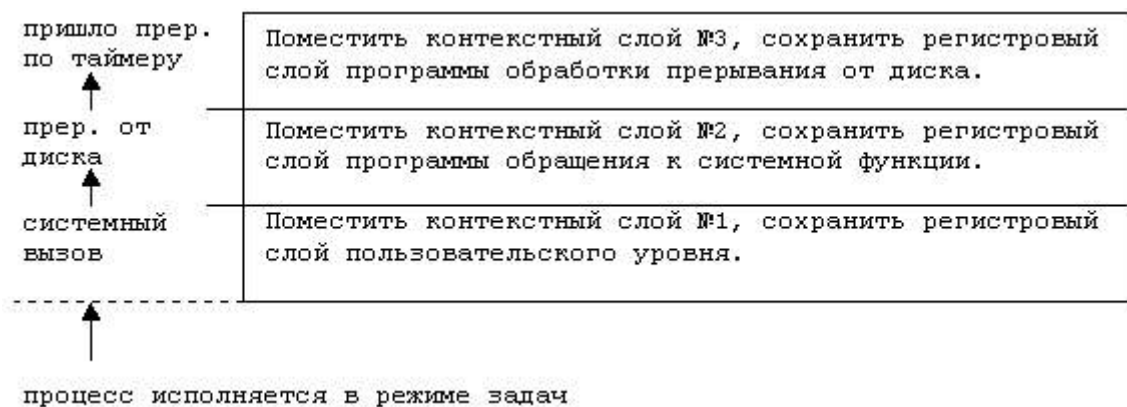 пришло прер.
по таймеру
Поместить контекстный слой №3, сохранить регистровый
слой программы обработки прерывания от диска.
прер. от
диска
Поместить контекстный слой №2, сохранить регистровый
слой программы обращения к системной функции.
системный
вызов
Поместить контекстный слой №1, сохранить регистровый
слой пользовательского уровня.
процесс исполняется в режиме задач